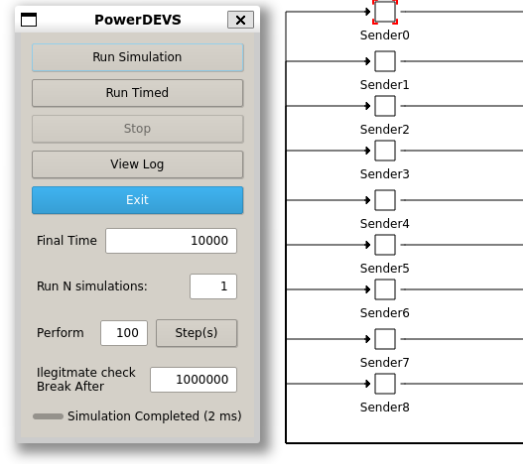 PowerDEVS
Run Simulation
Run Timed
Stop
View Log
Exit
Final Time 10000
Run N simulations: 1
Perform 100 Step(s)
Ilegitmate check
Break After 1000000
Simulation Completed (2 ms)
Sender0
Sender1
Sender2
Sender3
Sender4
Sender5
Sender6
Sender7
Sender8